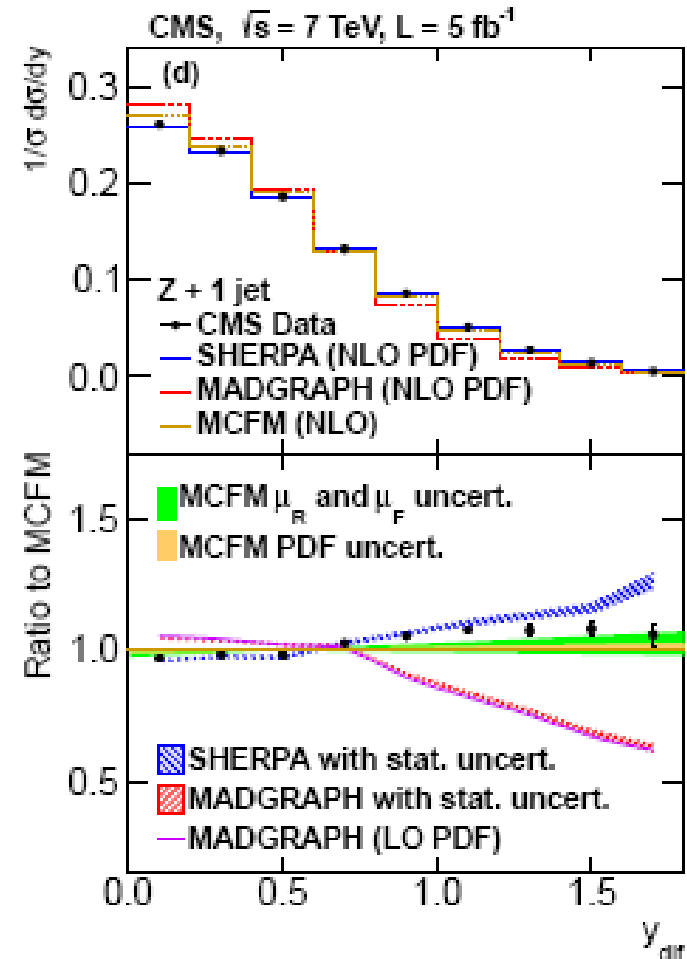 CMS, √s = 7 TeV, L = 5 fb⁻¹
(d)
1/σ dσ/dy
0.3
0.2
0.1
0.0
Z + 1 jet
CMS Data
SHERPA (NLO PDF)
MADGRAPH (NLO PDF)
MCFM (NLO)
Ratio to MCFM
MCFM μ_R and μ_F uncert.
MCFM PDF uncert.
1.5
1.0
0.5
SHERPA with stat. uncert.
MADGRAPH with stat. uncert.
MADGRAPH (LO PDF)
0.0 0.5 1.0 1.5
y_dif